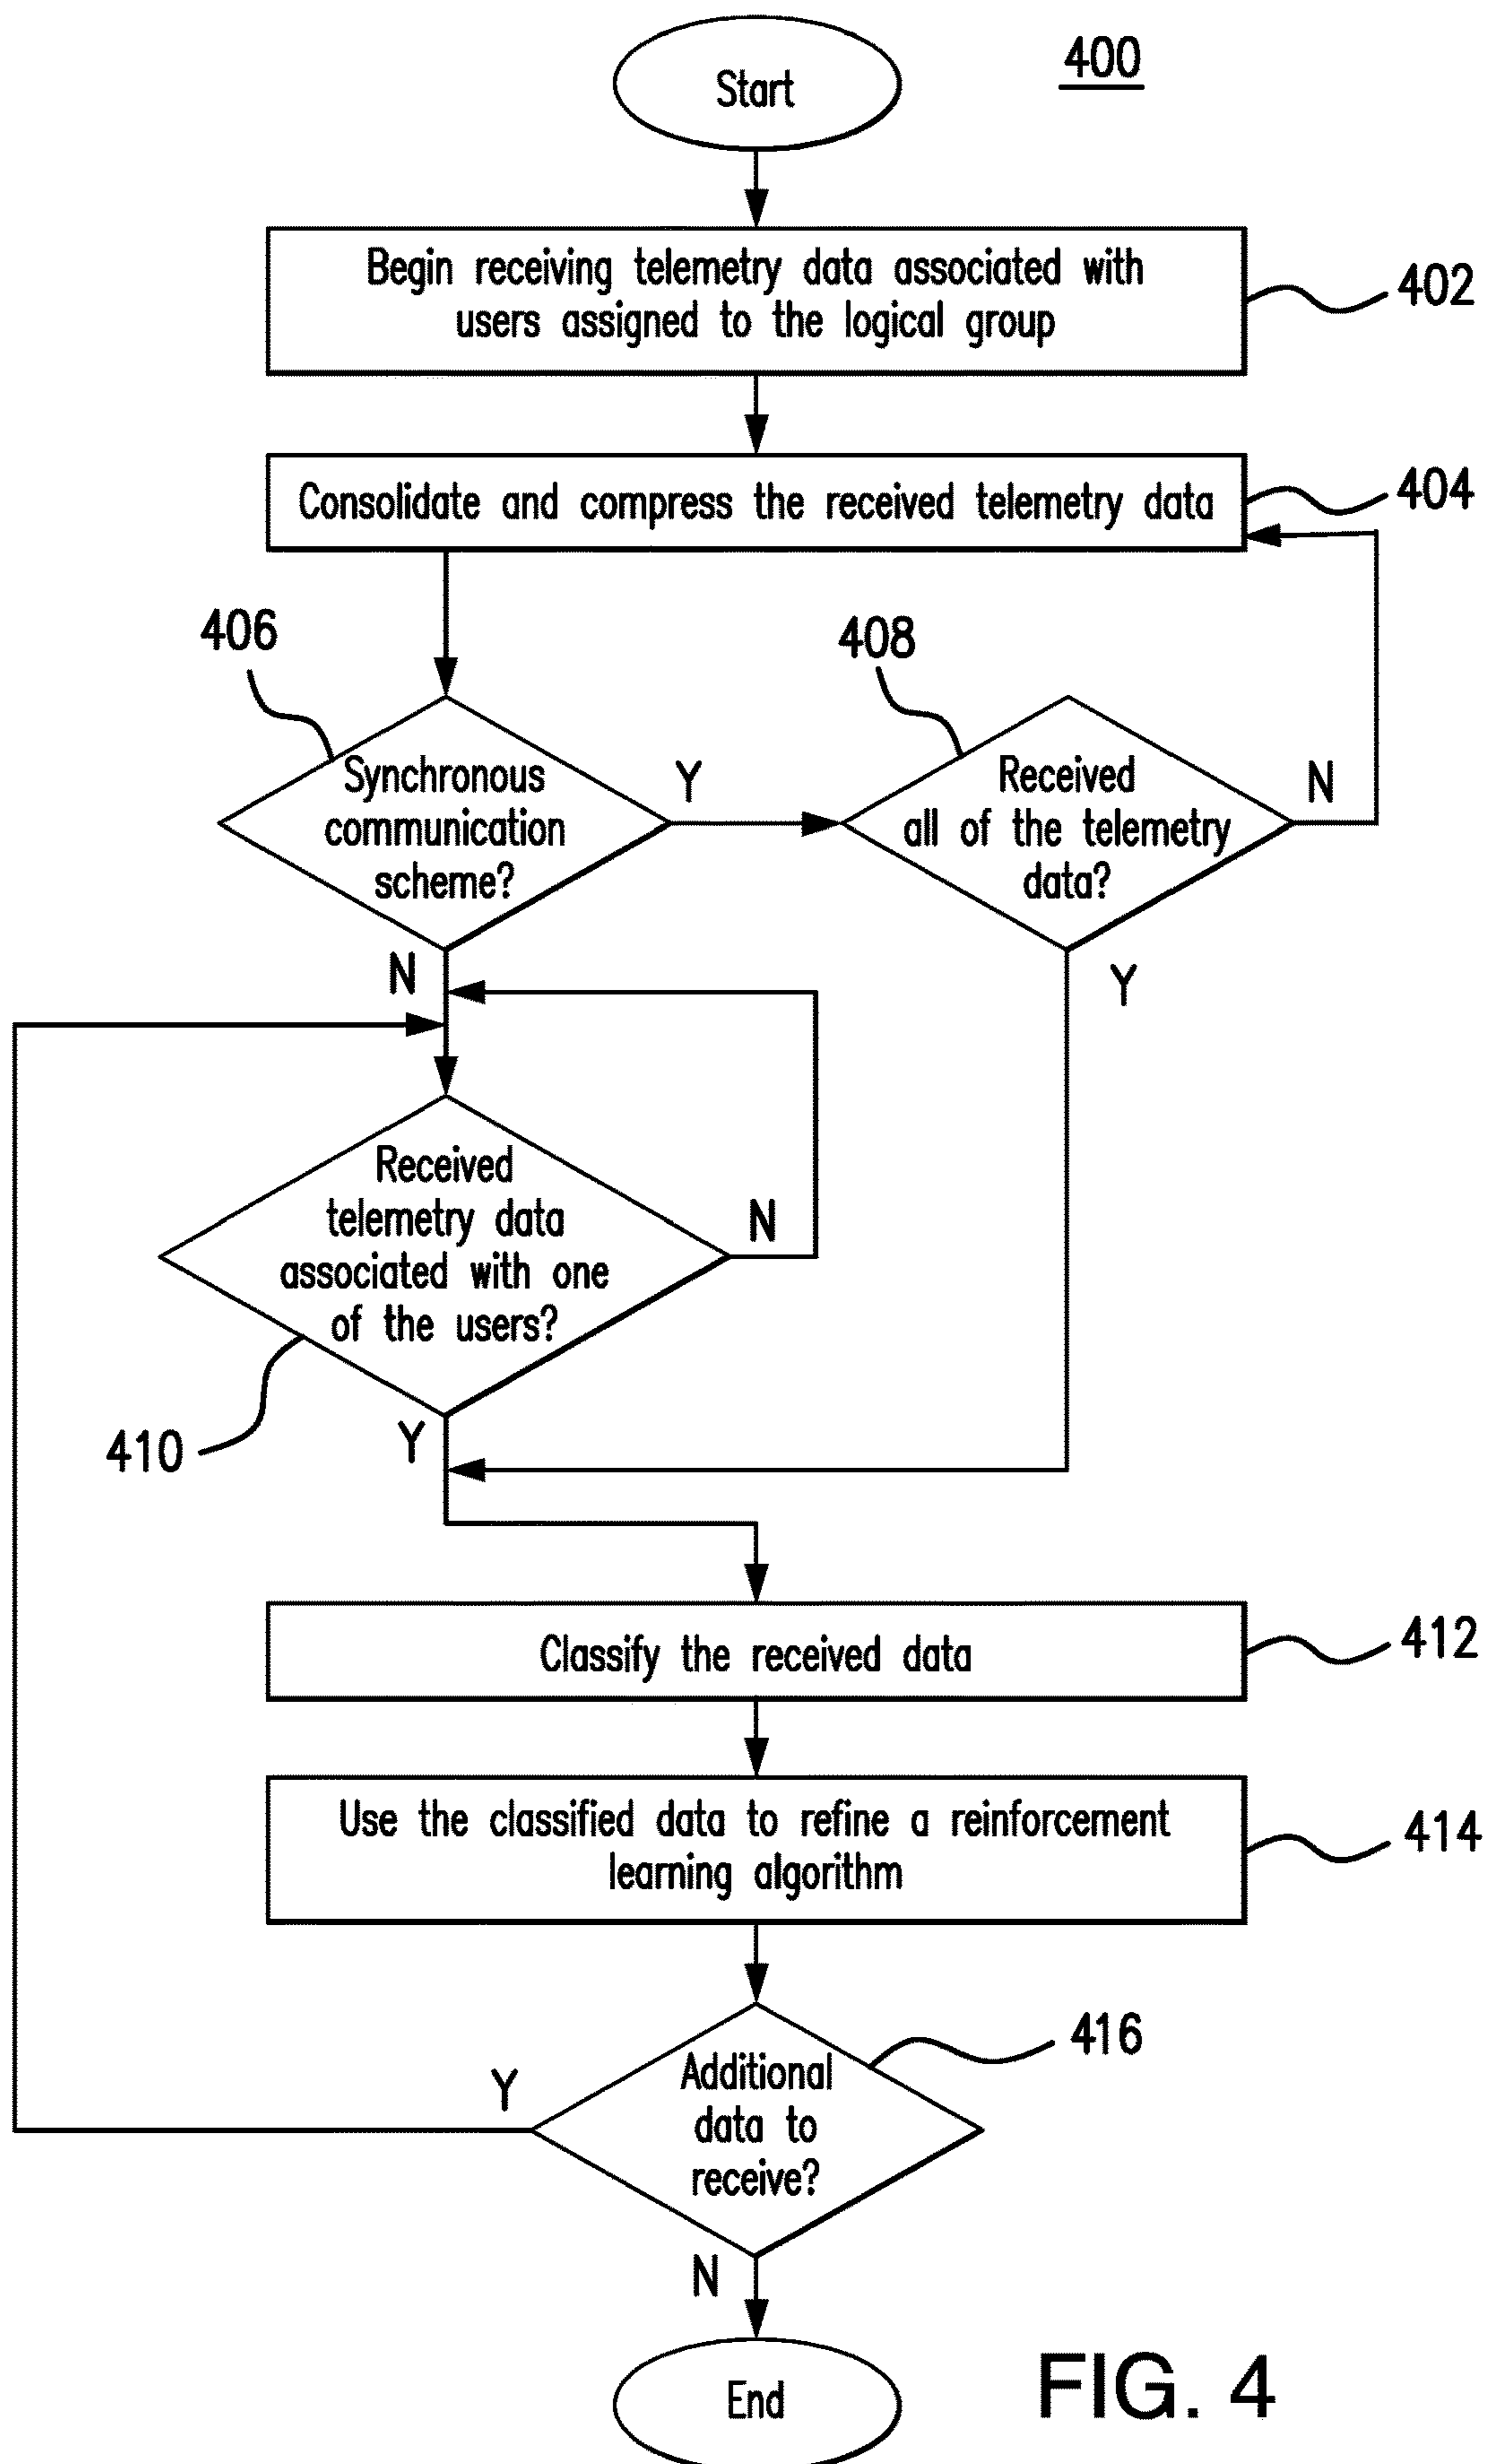 Start
400
Begin receiving telemetry data associated with
users assigned to the logical group
402
Consolidate and compress the received telemetry data
404
406
408
Synchronous
communication
scheme?
Y
Received
all of the telemetry
data?
N
N
Y
Received
telemetry data
associated with one
of the users?
N
410
Y
Classify the received data
412
Use the classified data to refine a reinforcement
learning algorithm
414
416
Additional
data to
receive?
Y
N
End
FIG. 4